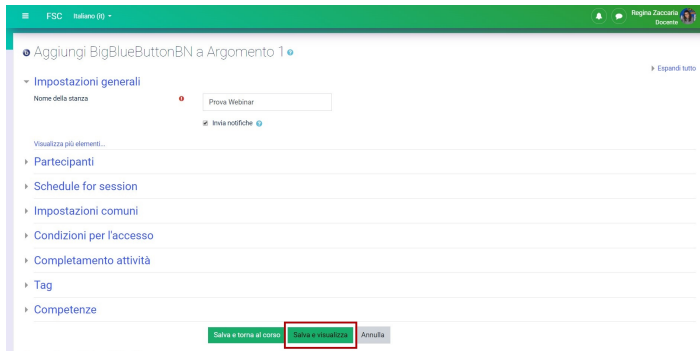 FSC Italiano (it)
Regina Zaccaria
Docente
Aggiungi BigBlueButtonBN a Argomento 1
Espandi tutto
Impostazioni generali
Nome della stanza
Prova Webinar
Invia notifiche
Visualizza più elementi...
Partecipanti
Schedule for session
Impostazioni comuni
Condizioni per l'accesso
Completamento attività
Tag
Competenze
Salva e torna al corso Salva e visualizza Annulla